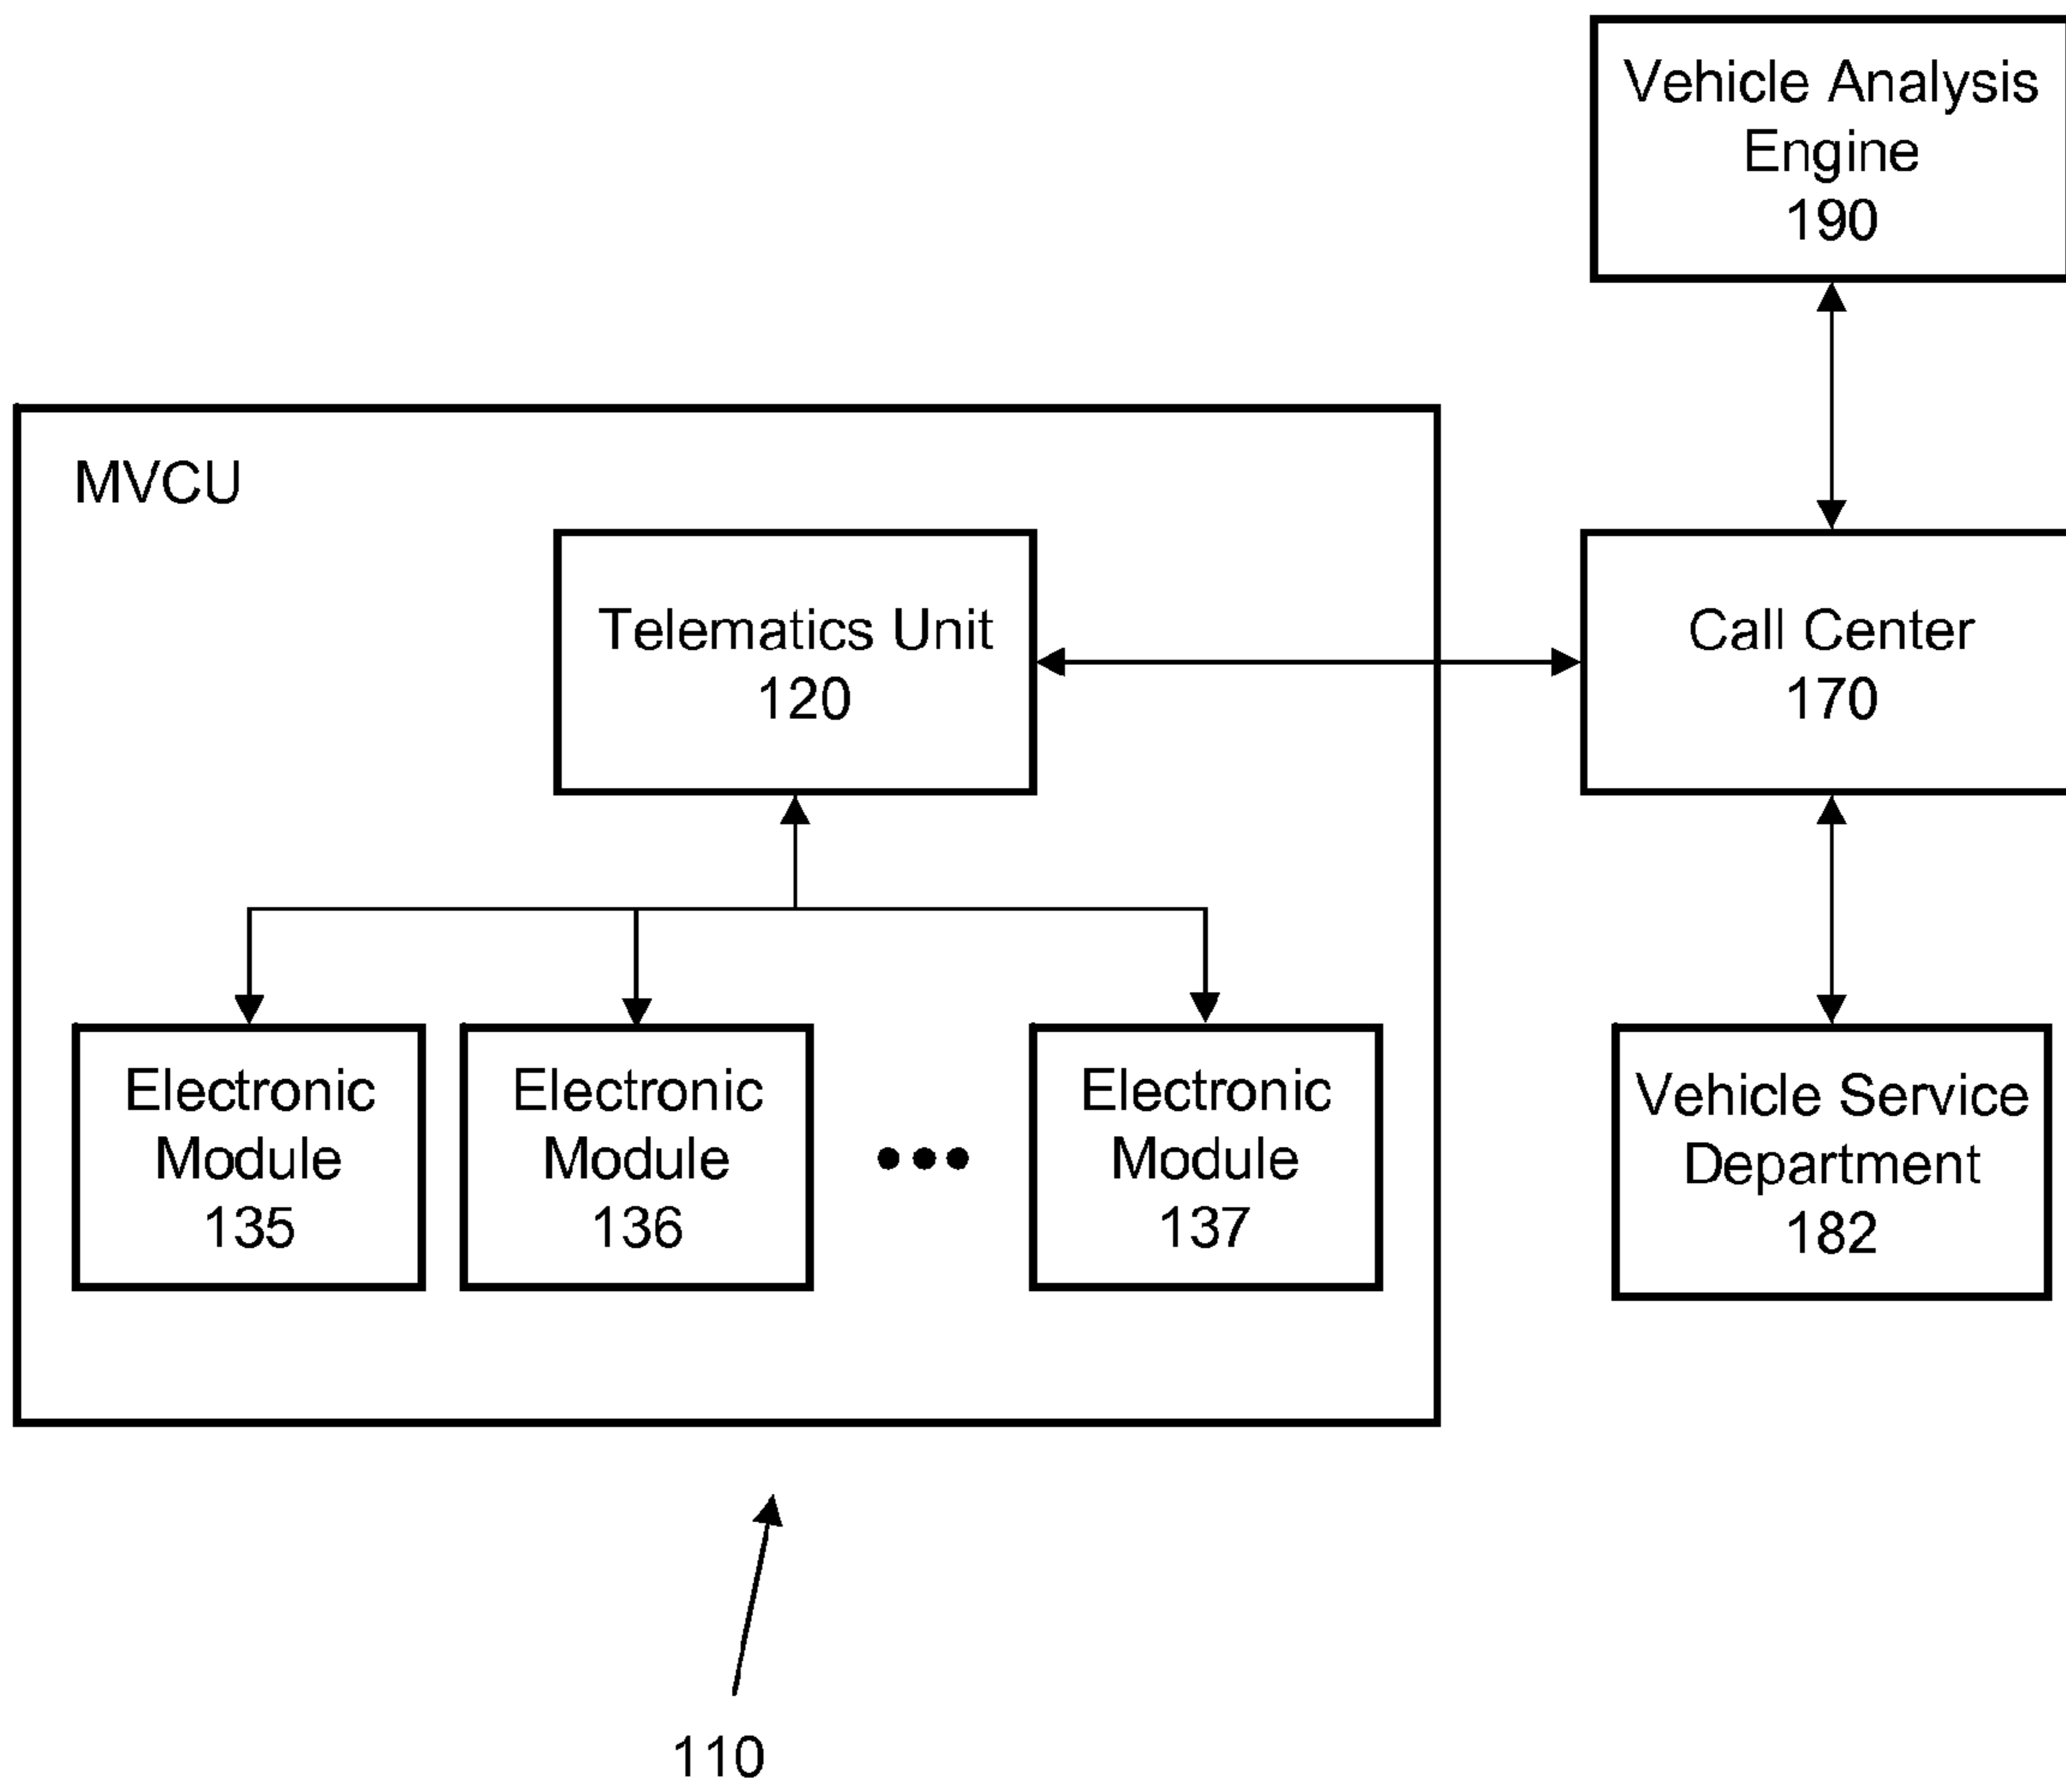 Vehicle Analysis
Engine
190
MVCU
Telematics Unit
120
Call Center
170
Electronic
Module
135
Electronic
Module
136
Electronic
Module
137
Vehicle Service
Department
182
110